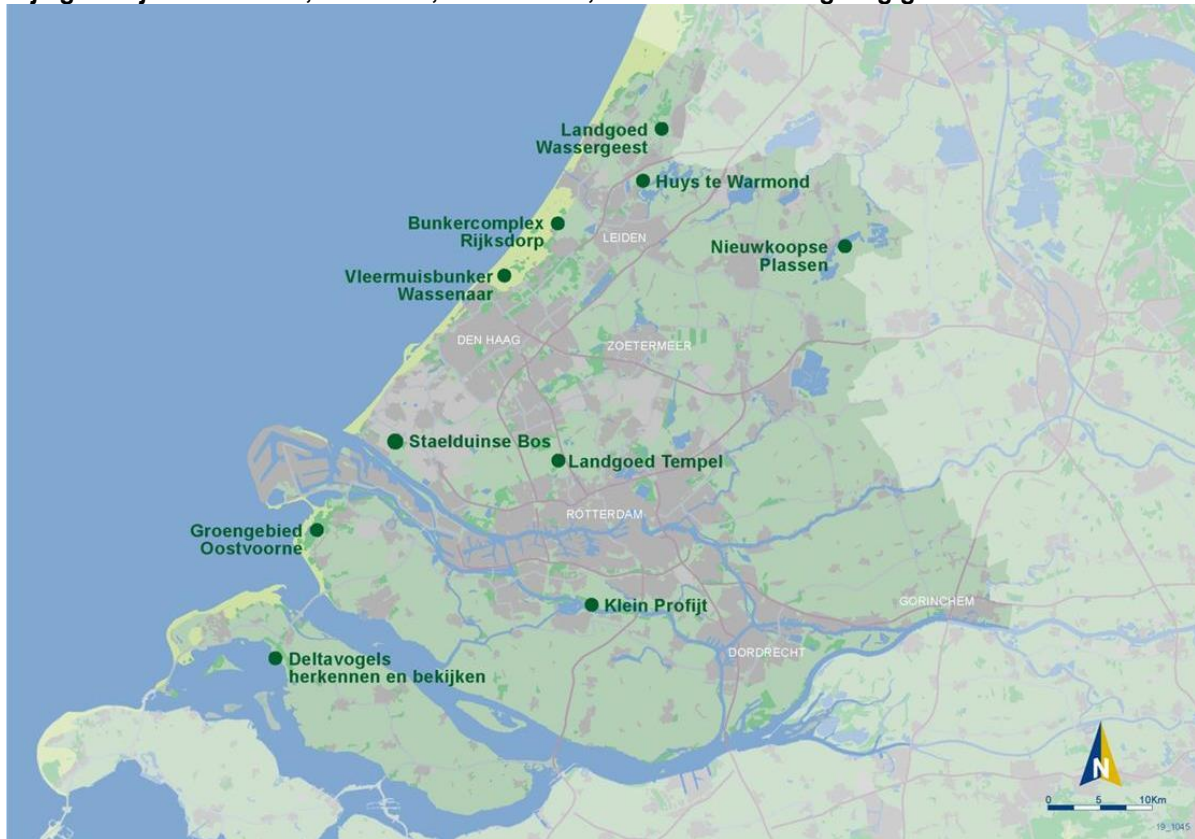 Landgoed
Wassergeest
Huys te Warmond
Bunkercomplex
Rijksdorp
LEIDEN
Nieuwkoopse
Plassen
Vleermuisbunker
Wassenaar
DEN HAAG
ZOETERMEER
Staelduinse Bos
Landgoed Tempel
ROTTERDAM
Groengebied
Oostvoorne
Klein Profijt
GORINCHEM
DORDRECHT
Deltavogels
herkennen en bekijken
N
0 5 10Km
19_1045